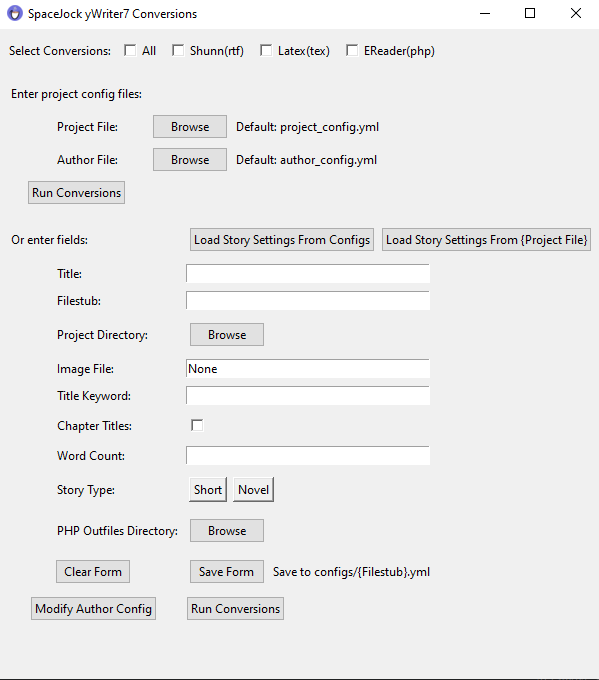 SpaceJock yWriter7 Conversions
Select Conversions: All Shunn(rtf) Latex(tex) EReader(php)
Enter project config files:
Project File: Browse Default: project_config.yml
Author File: Browse Default: author_config.yml
Run Conversions
Or enter fields: Load Story Settings From Configs Load Story Settings From {Project File}
Title:
Filestub:
Project Directory: Browse
Image File: None
Title Keyword:
Chapter Titles:
Word Count:
Story Type: Short Novel
PHP Outfiles Directory: Browse
Clear Form Save Form Save to configs/{Filestub}.yml
Modify Author Config Run Conversions